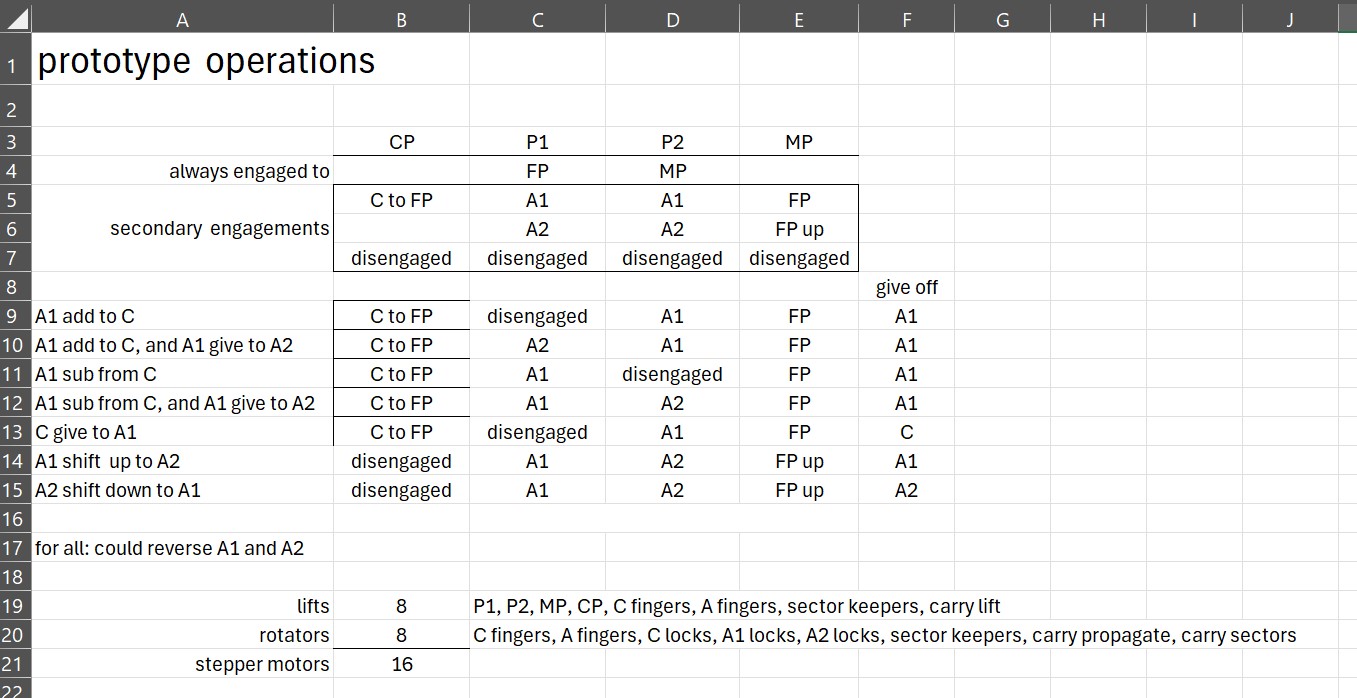 A B C D E F G H I J
1 prototype operations
2
3 CP P1 P2 MP
4 always engaged to FP MP
5 C to FP A1 A1 FP
6 secondary engagements A2 A2 FP up
7 disengaged disengaged disengaged disengaged
8 give off
9 A1 add to C C to FP disengaged A1 FP A1
10 A1 add to C, and A1 give to A2 C to FP A2 A1 FP A1
11 A1 sub from C C to FP A1 disengaged FP A1
12 A1 sub from C, and A1 give to A2 C to FP A1 A2 FP A1
13 C give to A1 C to FP disengaged A1 FP C
14 A1 shift up to A2 disengaged A1 A2 FP up A1
15 A2 shift down to A1 disengaged A1 A2 FP up A2
16
17 for all: could reverse A1 and A2
18
19 lifts 8 P1, P2, MP, CP, C fingers, A fingers, sector keepers, carry lift
20 rotators 8 C fingers, A fingers, C locks, A1 locks, A2 locks, sector keepers, carry propagate, carry sectors
21 stepper motors 16
22